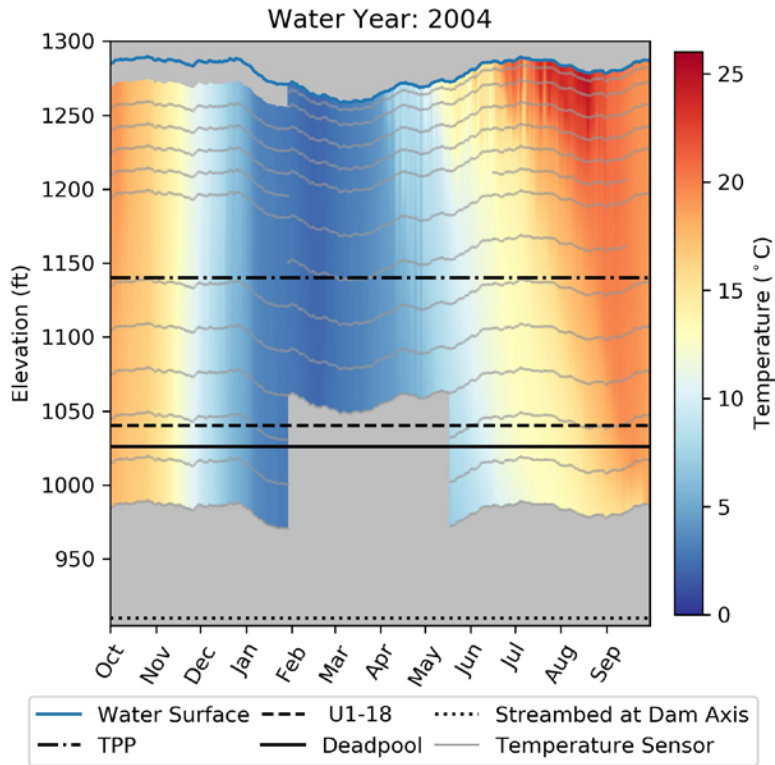 Water Year: 2004
1300
1250
1200
1150
1100
1050
1000
950
Elevation (ft)
Oct
Nov
Dec
Jan
Feb
Mar
Apr
May
Jun
Jul
Aug
Sep
25
20
15
10
5
0
Temperature (°C)
Water Surface
U1-18
Streambed at Dam Axis
TPP
Deadpool
Temperature Sensor